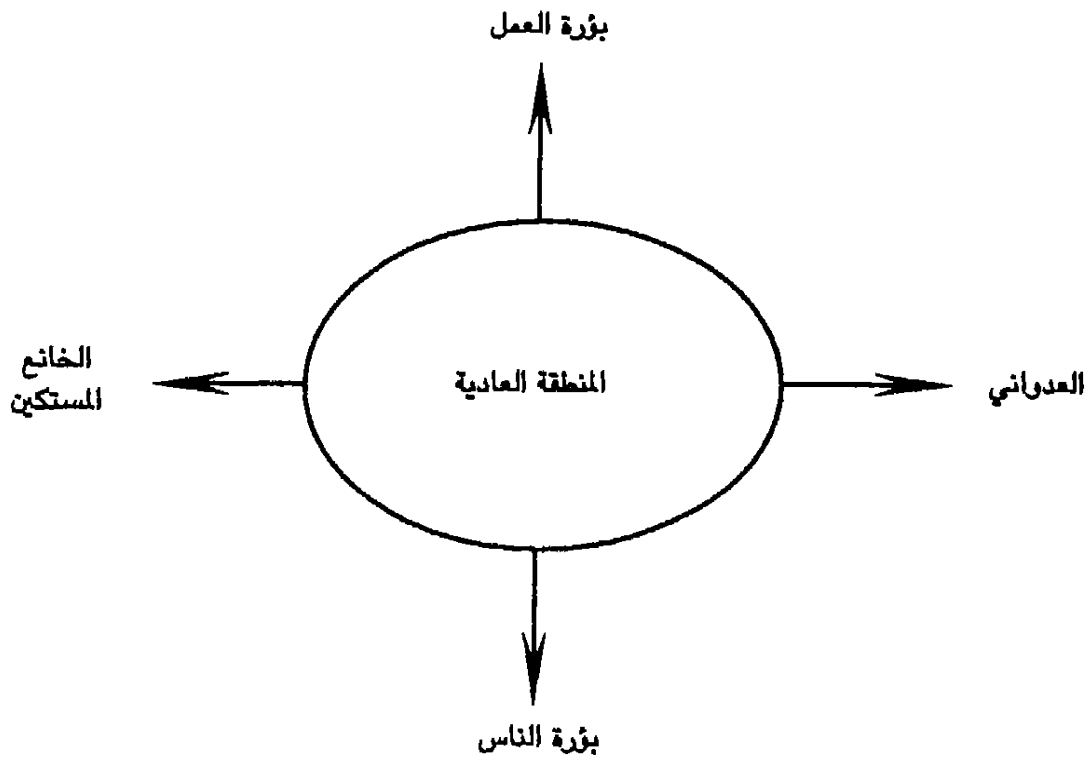 بؤرة العمل
الخانع
المستكين
المنطقة العادية
العدواني
بؤرة الناس